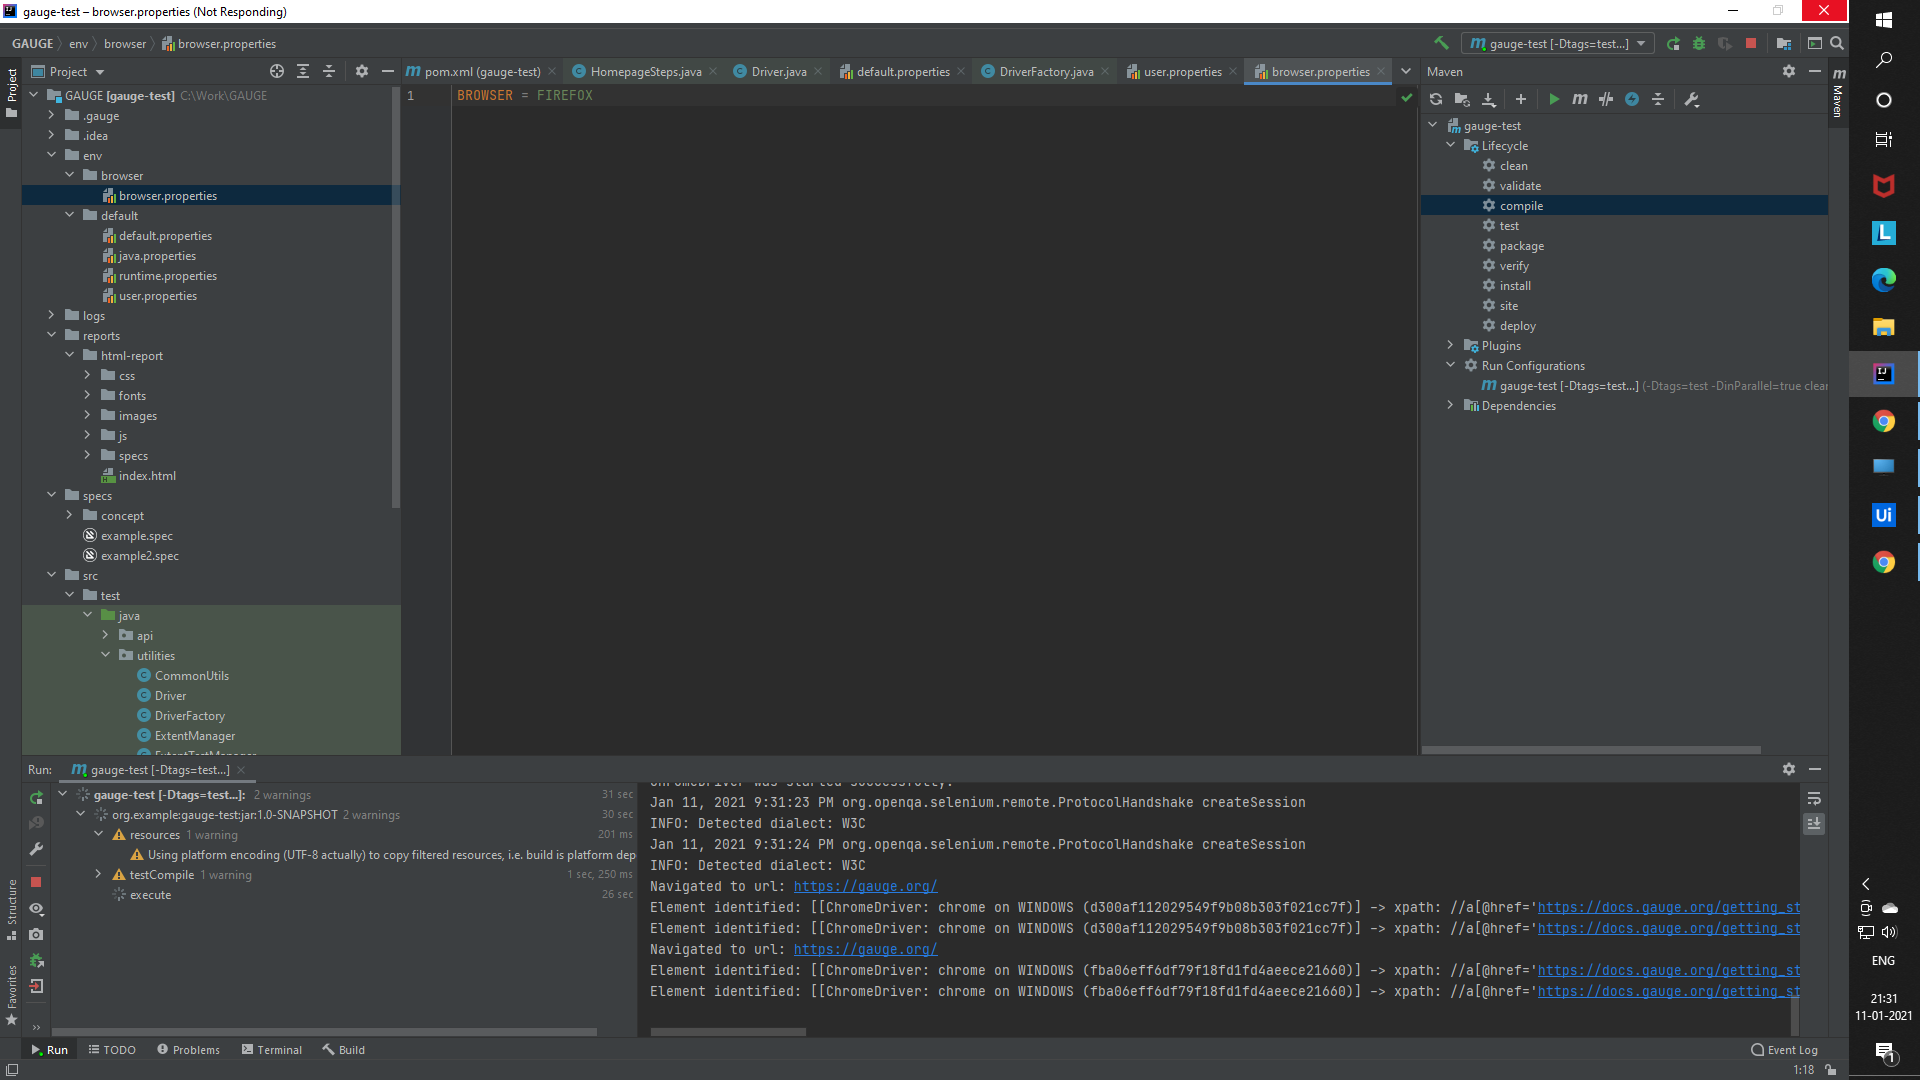 gauge-test – browser.properties (Not Responding)
GAUGE env browser browser.properties
gauge-test [-Dtags=test...]
Project
pom.xml (gauge-test) HomepageSteps.java Driver.java default.properties DriverFactory.java user.properties browser.properties
Maven
Project
GAUGE [gauge-test] C:\Work\GAUGE
.gauge
.idea
env
browser
browser.properties
default
default.properties
java.properties
runtime.properties
user.properties
logs
reports
html-report
css
fonts
images
js
specs
index.html
specs
concept
example.spec
example2.spec
src
test
java
api
utilities
CommonUtils
Driver
DriverFactory
ExtentManager
ExtentTestManager
1 BROWSER = FIREFOX
gauge-test
Lifecycle
clean
validate
compile
test
package
verify
install
site
deploy
Plugins
Run Configurations
gauge-test [-Dtags=test...] (-Dtags=test -DinParallel=true clear
Dependencies
Maven
Run: gauge-test [-Dtags=test...]
gauge-test [-Dtags=test...]: 2 warnings 31 sec
org.example:gauge-test:jar:1.0-SNAPSHOT 2 warnings 30 sec
resources 1 warning 201 ms
Using platform encoding (UTF-8 actually) to copy filtered resources, i.e. build is platform dep
testCompile 1 warning 1 sec, 250 ms
execute 26 sec
ChromeDriver was started successfully.
Jan 11, 2021 9:31:23 PM org.openqa.selenium.remote.ProtocolHandshake createSession
INFO: Detected dialect: W3C
Jan 11, 2021 9:31:24 PM org.openqa.selenium.remote.ProtocolHandshake createSession
INFO: Detected dialect: W3C
Navigated to url: https://gauge.org/
Element identified: [[ChromeDriver: chrome on WINDOWS (d300af112029549f9b08b303f021cc7f)] -> xpath: //a[@href='https://docs.gauge.org/getting_st
Element identified: [[ChromeDriver: chrome on WINDOWS (d300af112029549f9b08b303f021cc7f)] -> xpath: //a[@href='https://docs.gauge.org/getting_st
Navigated to url: https://gauge.org/
Element identified: [[ChromeDriver: chrome on WINDOWS (fba06eff6df79f18fd1fd4aeece21660)] -> xpath: //a[@href='https://docs.gauge.org/getting_st
Element identified: [[ChromeDriver: chrome on WINDOWS (fba06eff6df79f18fd1fd4aeece21660)] -> xpath: //a[@href='https://docs.gauge.org/getting_st
Structure
Favorites
Run TODO Problems Terminal Build
Event Log
1:18
L
IJ
Ui
ENG
21:31
11-01-2021
1